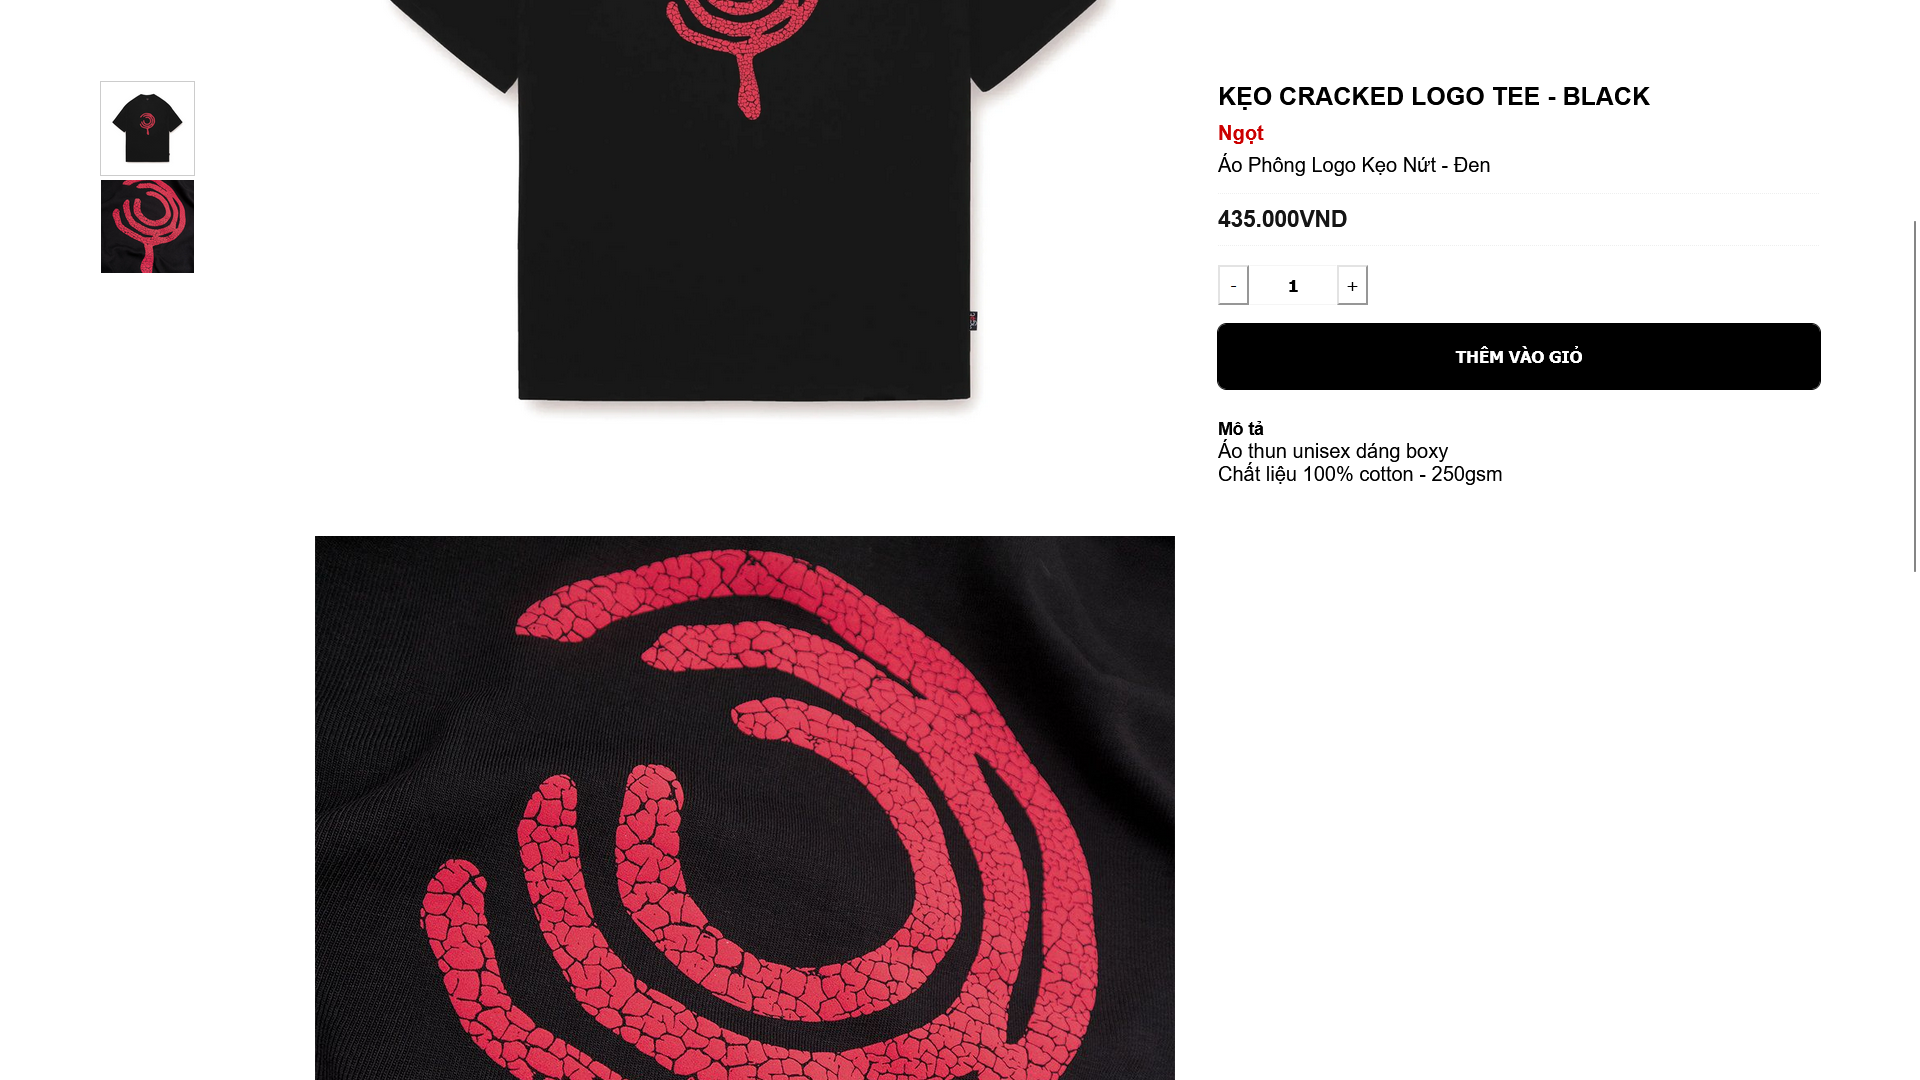 KẸO CRACKED LOGO TEE - BLACK
Ngọt
Áo Phông Logo Kẹo Nứt - Đen
435.000VND
- 1 +
THÊM VÀO GIỎ
Mô tả
Áo thun unisex dáng boxy
Chất liệu 100% cotton - 250gsm